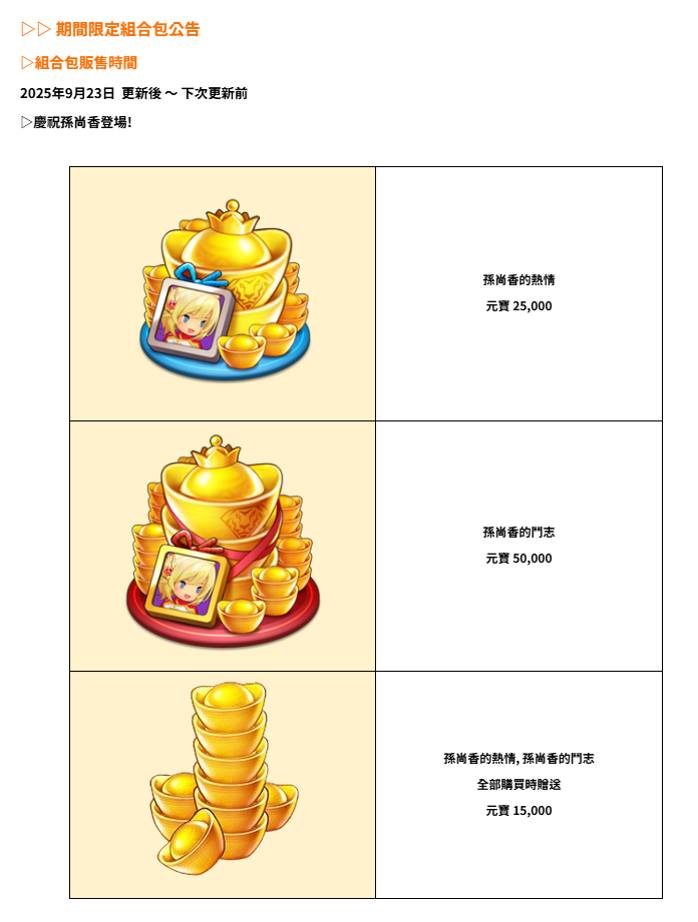 ▷▷ 期間限定組合包公告
▷組合包販售時間
2025年9月23日 更新後 ～ 下次更新前
▷慶祝孫尚香登場!
孫尚香的熱情
元寶 25,000
孫尚香的鬥志
元寶 50,000
孫尚香的熱情, 孫尚香的鬥志
全部購買時贈送
元寶 15,000